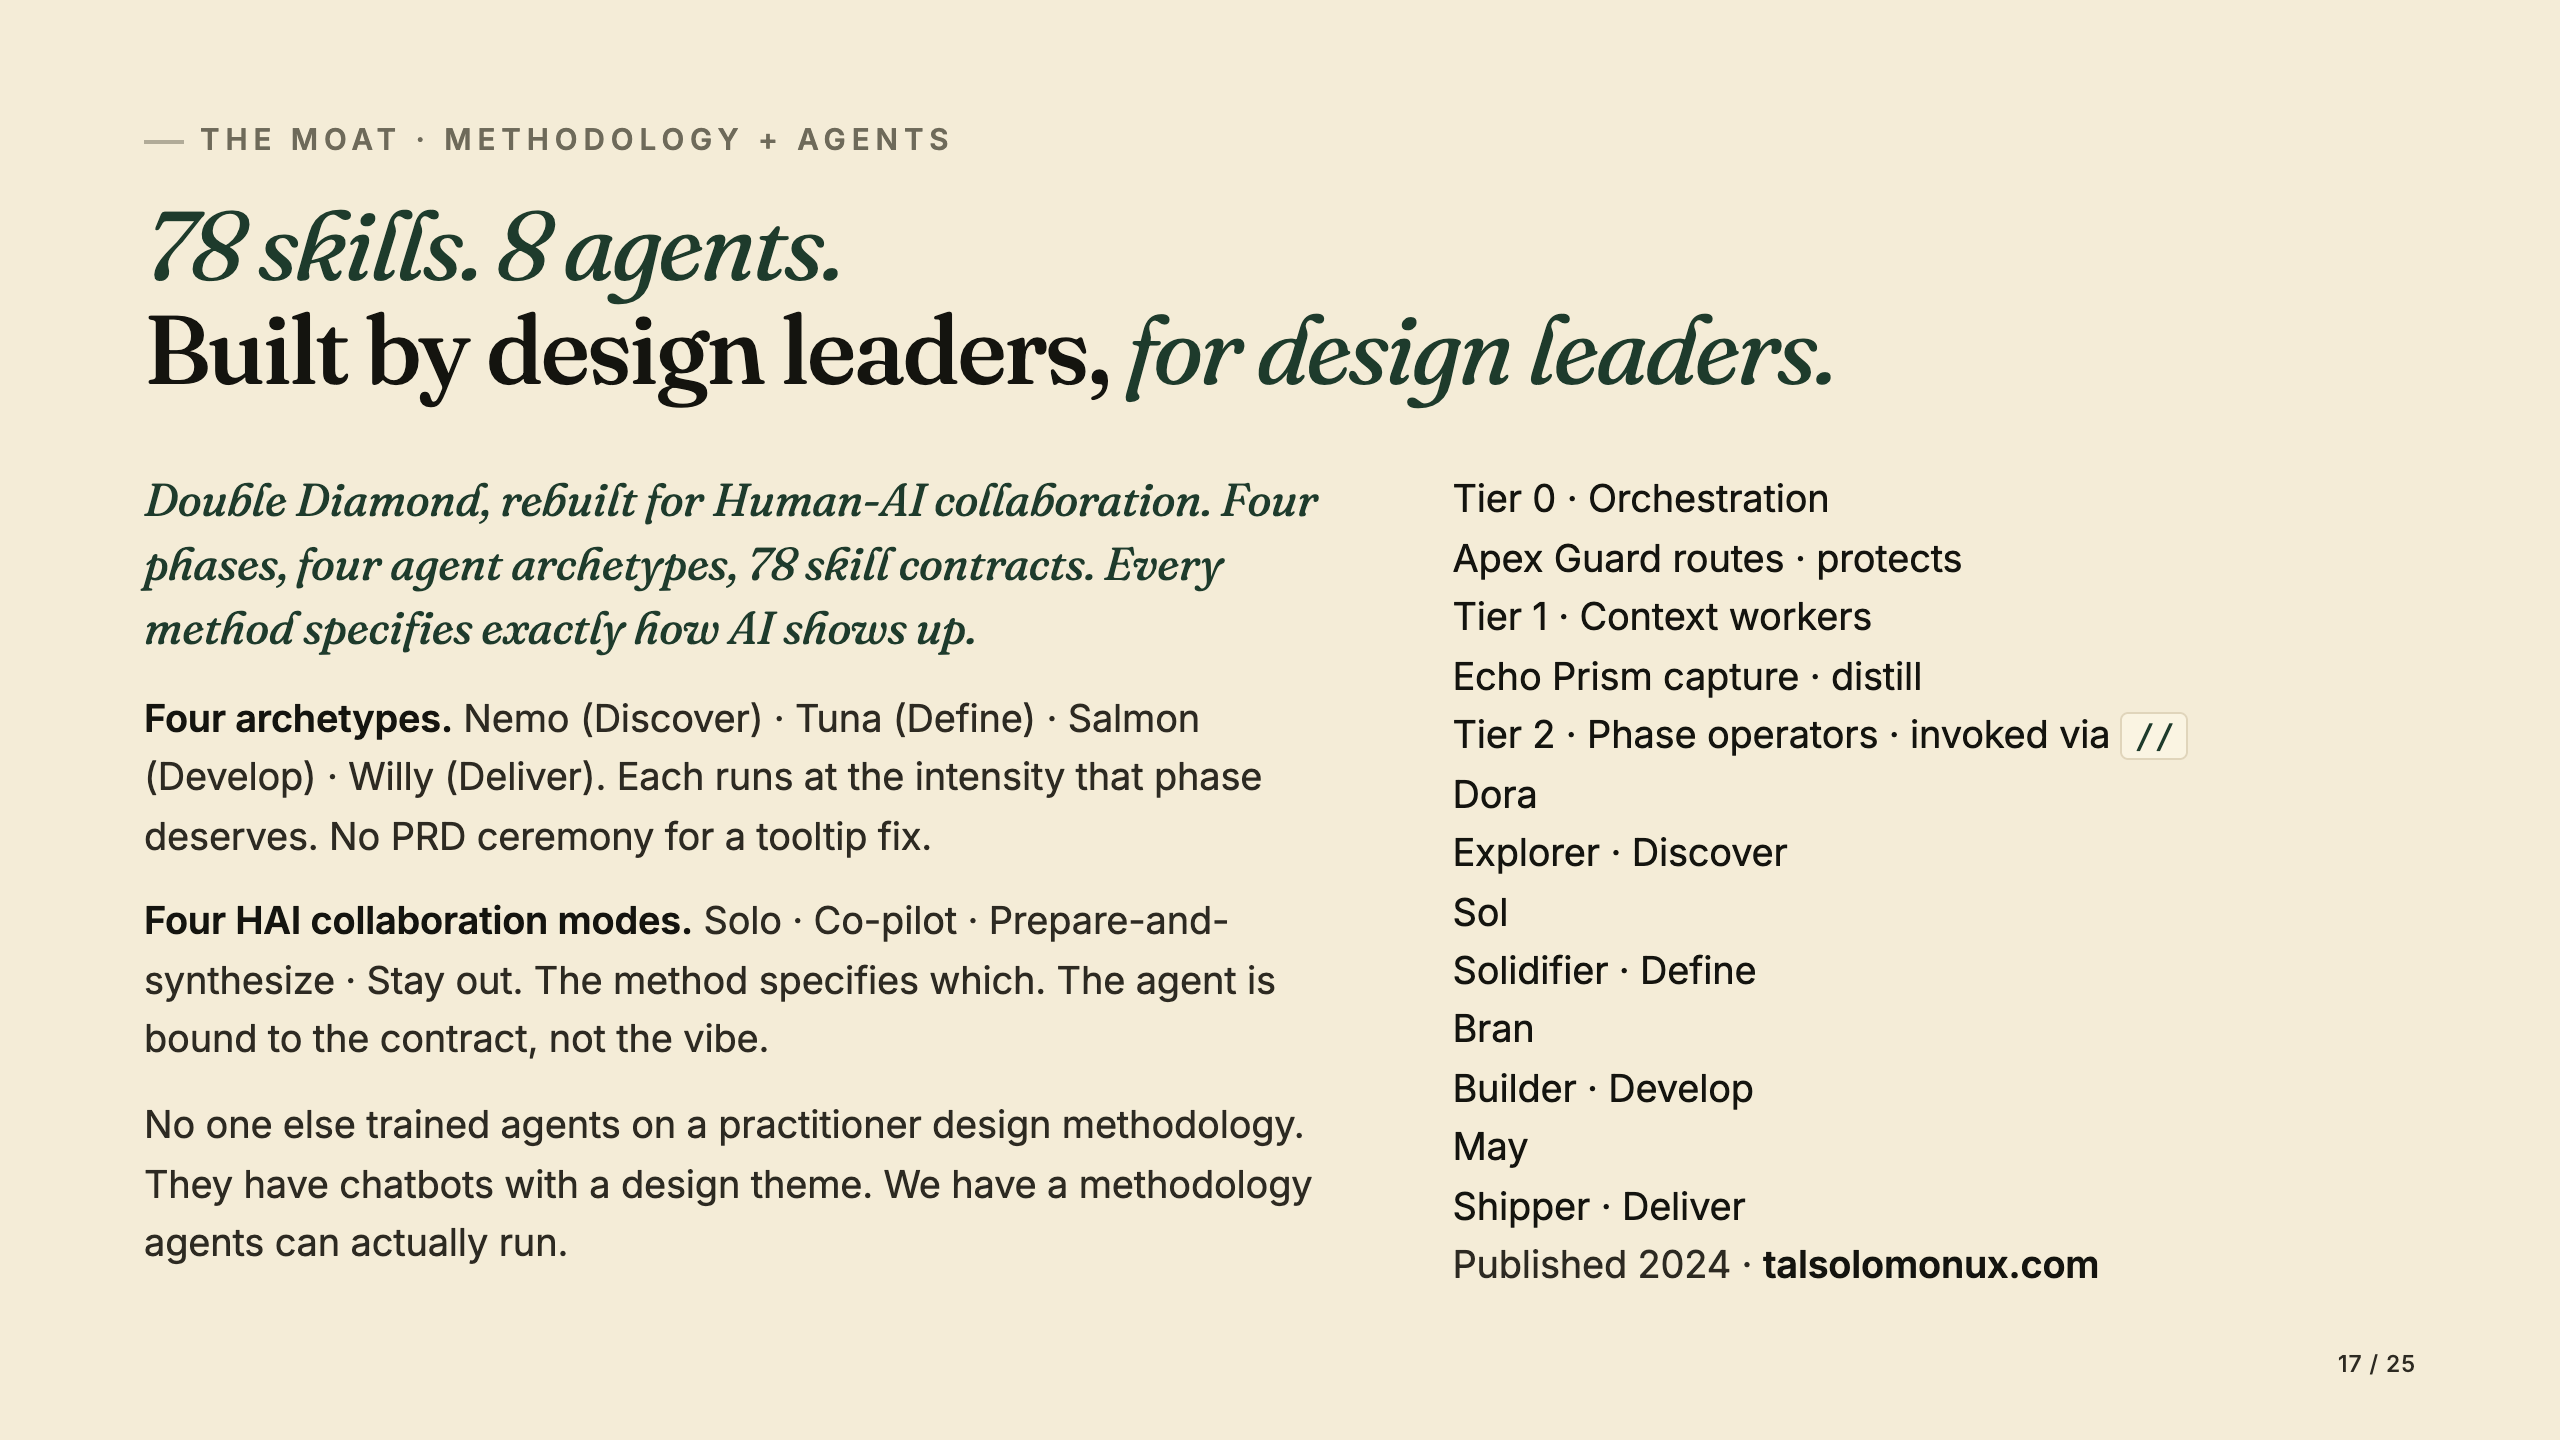 — THE MOAT · METHODOLOGY + AGENTS
78 skills. 8 agents.
Built by design leaders, for design leaders.
Double Diamond, rebuilt for Human-AI collaboration. Four
phases, four agent archetypes, 78 skill contracts. Every
method specifies exactly how AI shows up.
Four archetypes. Nemo (Discover) · Tuna (Define) · Salmon
(Develop) · Willy (Deliver). Each runs at the intensity that phase
deserves. No PRD ceremony for a tooltip fix.
Four HAI collaboration modes. Solo · Co-pilot · Prepare-and-
synthesize · Stay out. The method specifies which. The agent is
bound to the contract, not the vibe.
No one else trained agents on a practitioner design methodology.
They have chatbots with a design theme. We have a methodology
agents can actually run.
Tier 0 · Orchestration
Apex Guard routes · protects
Tier 1 · Context workers
Echo Prism capture · distill
Tier 2 · Phase operators · invoked via //
Dora
Explorer · Discover
Sol
Solidifier · Define
Bran
Builder · Develop
May
Shipper · Deliver
Published 2024 · talsolomonux.com
17 / 25